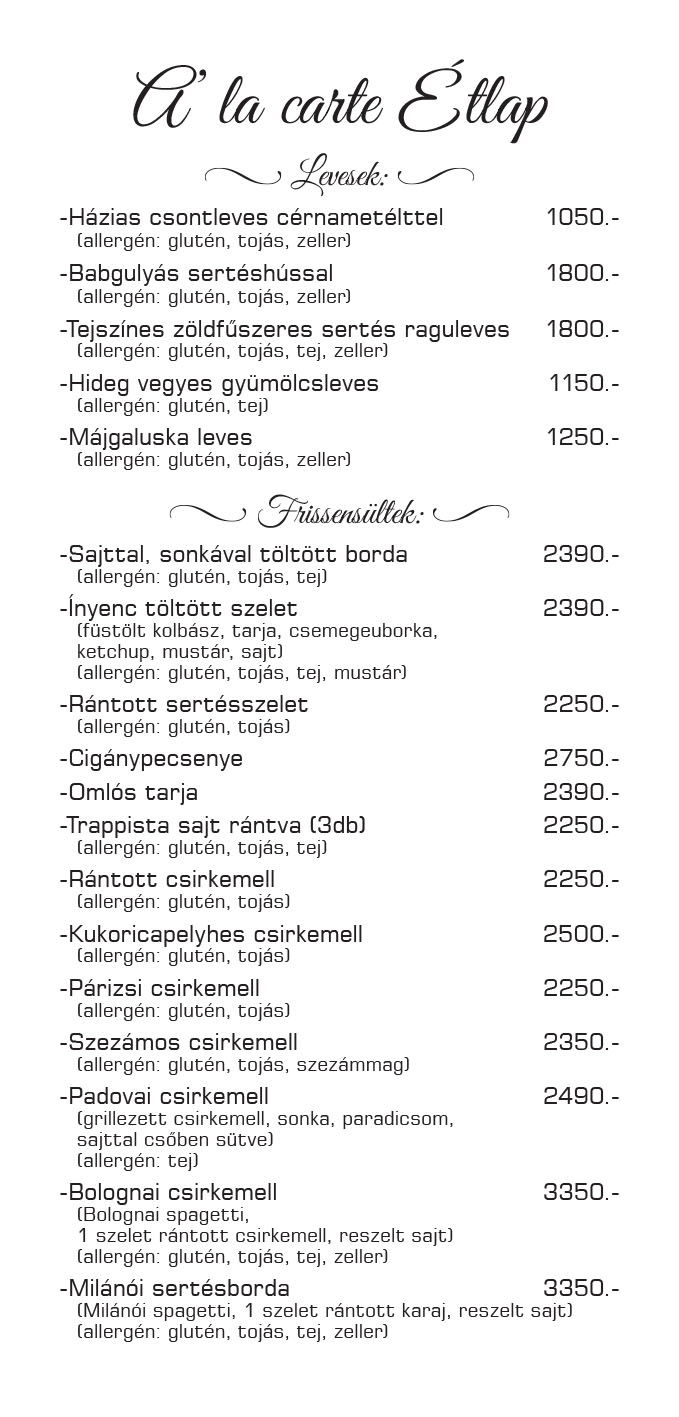 A' la carte Étlap
Levesek:
-Házias csontleves cérnametélttel 1050.-
(allergén: glutén, tojás, zeller)
-Babgulyás sertéshússal 1800.-
(allergén: glutén, tojás, zeller)
-Tejszínes zöldfűszeres sertés raguleves 1800.-
(allergén: glutén, tojás, tej, zeller)
-Hideg vegyes gyümölcsleves 1150.-
(allergén: glutén, tej)
-Májgaluska leves 1250.-
(allergén: glutén, tojás, zeller)
Frissensültek:
-Sajttal, sonkával töltött borda 2390.-
(allergén: glutén, tojás, tej)
-Ínyenc töltött szelet 2390.-
(füstölt kolbász, tarja, csemegeuborka,
ketchup, mustár, sajt)
(allergén: glutén, tojás, tej, mustár)
-Rántott sertésszelet 2250.-
(allergén: glutén, tojás)
-Cigánypecsenye 2750.-
-Omlós tarja 2390.-
-Trappista sajt rántva (3db) 2250.-
(allergén: glutén, tojás, tej)
-Rántott csirkemell 2250.-
(allergén: glutén, tojás)
-Kukoricapelyhes csirkemell 2500.-
(allergén: glutén, tojás)
-Párizsi csirkemell 2250.-
(allergén: glutén, tojás)
-Szezámos csirkemell 2350.-
(allergén: glutén, tojás, szezámmag)
-Padovai csirkemell 2490.-
(grillezett csirkemell, sonka, paradicsom,
sajttal csőben sütve)
(allergén: tej)
-Bolognai csirkemell 3350.-
(Bolognai spagetti,
1 szelet rántott csirkemell, reszelt sajt)
(allergén: glutén, tojás, tej, zeller)
-Milánói sertésborda 3350.-
(Milánói spagetti, 1 szelet rántott karaj, reszelt sajt)
(allergén: glutén, tojás, tej, zeller)